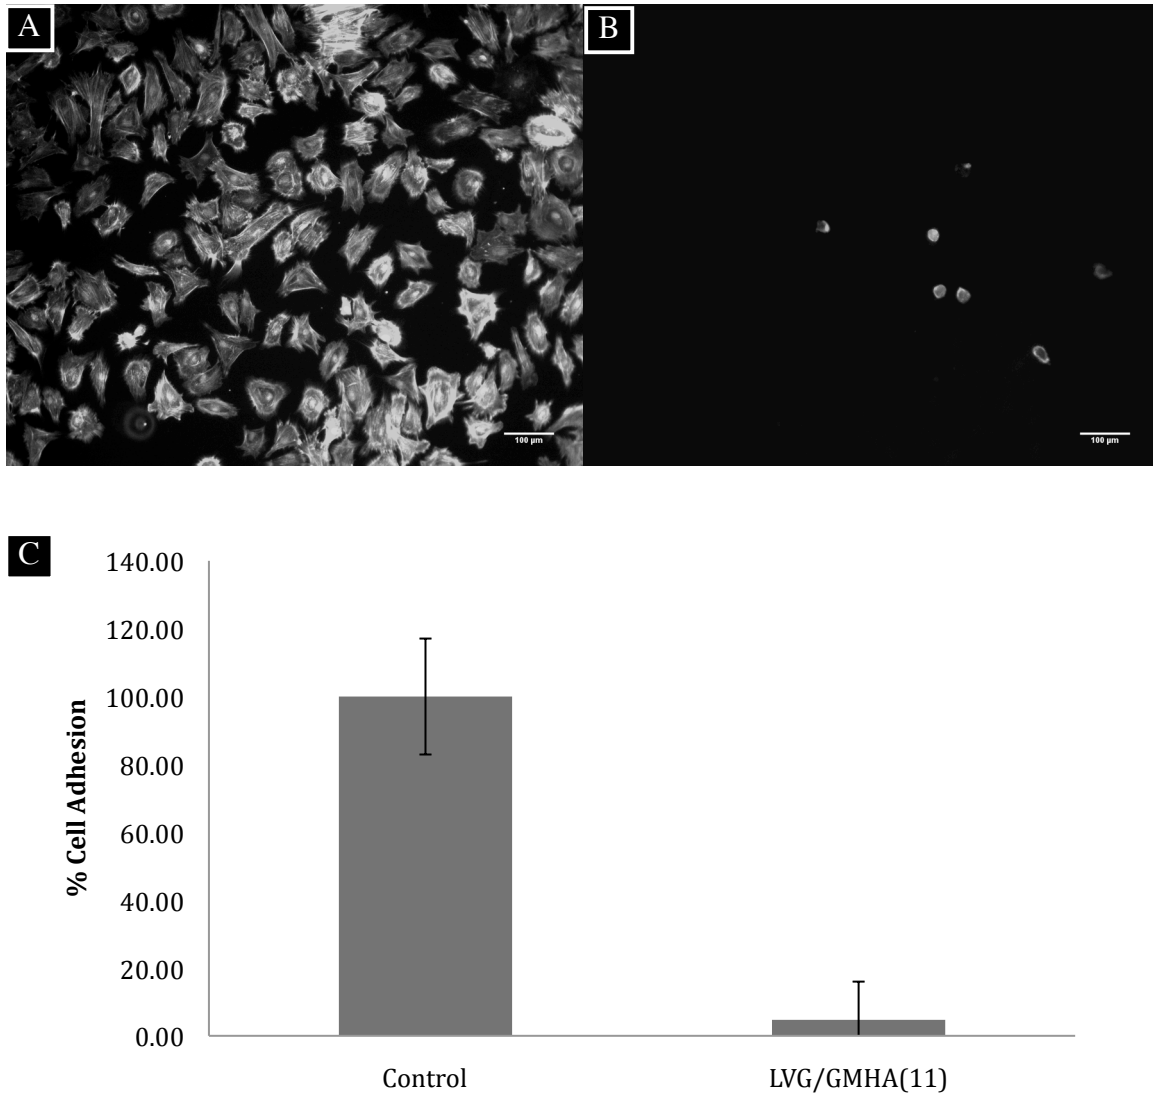 A
B
100 µm
100 µm
C
140.00
120.00
100.00
80.00
60.00
40.00
20.00
0.00
% Cell Adhesion
Control
LVG/GMHA(11)